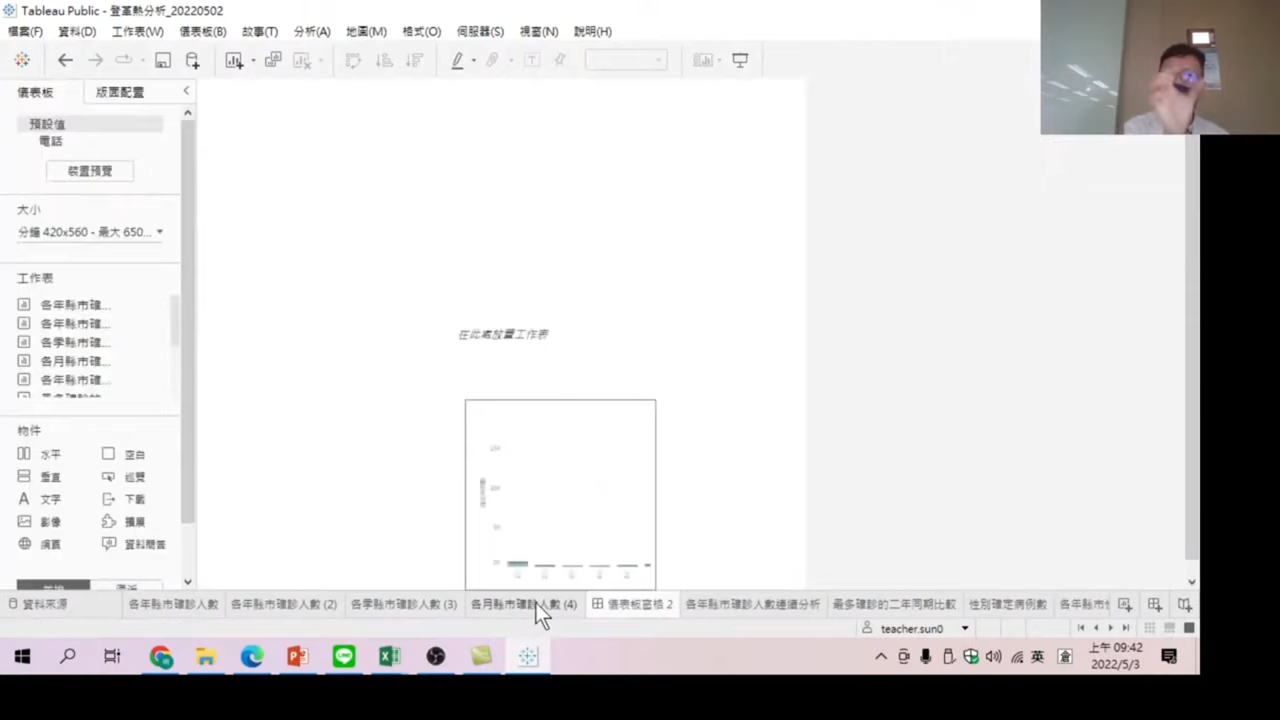 Tableau Public - 登革熱分析_20220502
檔案(F) 資料(D) 工作表(W) 儀表板(B) 故事(T) 分析(A) 地圖(M) 格式(O) 伺服器(S) 視窗(N) 說明(H)
儀表板 版面配置
預設值
電話
裝置預覽
大小
分鐘 420x560 - 最大 650...
工作表
各年縣市確...
各年縣市確...
各季縣市確...
各月縣市確...
各年縣市確...
在此處放置工作表
物件
水平 空白
垂直 巡覽
文字 下載
影像 擴展
網頁 資料問答
資料來源 各年縣市確診人數 各年縣市確診人數 (2) 各季縣市確診人數 (3) 各月縣市確診人數 (4) 儀表板窗格 2 各年縣市確診人數連續分析 最多確診的二年同期比較 性別確定病例數 各年縣市
teacher.sun0
英 上午 09:42
2022/5/3